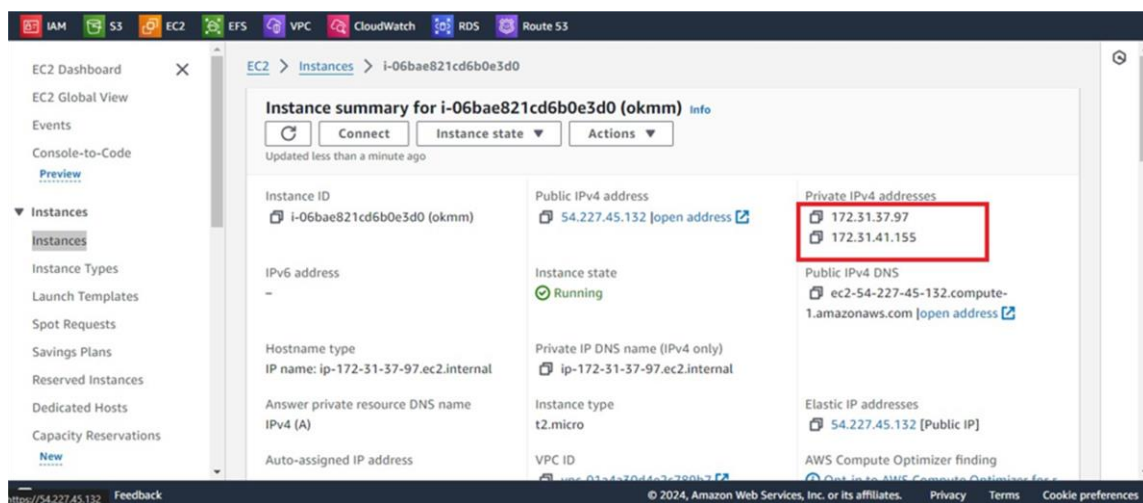 IAM S3 EC2 EFS VPC CloudWatch RDS Route 53
EC2 Dashboard
EC2 Global View
Events
Console-to-Code
Preview
Instances
Instances
Instance Types
Launch Templates
Spot Requests
Savings Plans
Reserved Instances
Dedicated Hosts
Capacity Reservations
New
EC2 > Instances > i-06bae821cd6b0e3d0
Instance summary for i-06bae821cd6b0e3d0 (okmm) Info
Connect Instance state Actions
Updated less than a minute ago
Instance ID
i-06bae821cd6b0e3d0 (okmm)
Public IPv4 address
54.227.45.132 |open address
Private IPv4 addresses
172.31.37.97
172.31.41.155
IPv6 address
–
Instance state
Running
Public IPv4 DNS
ec2-54-227-45-132.compute-
1.amazonaws.com |open address
Hostname type
IP name: ip-172-31-37-97.ec2.internal
Private IP DNS name (IPv4 only)
ip-172-31-37-97.ec2.internal
Answer private resource DNS name
IPv4 (A)
Instance type
t2.micro
Elastic IP addresses
54.227.45.132 [Public IP]
Auto-assigned IP address
VPC ID
AWS Compute Optimizer finding
https://54.227.45.132 Feedback
© 2024, Amazon Web Services, Inc. or its affiliates. Privacy Terms Cookie preferences